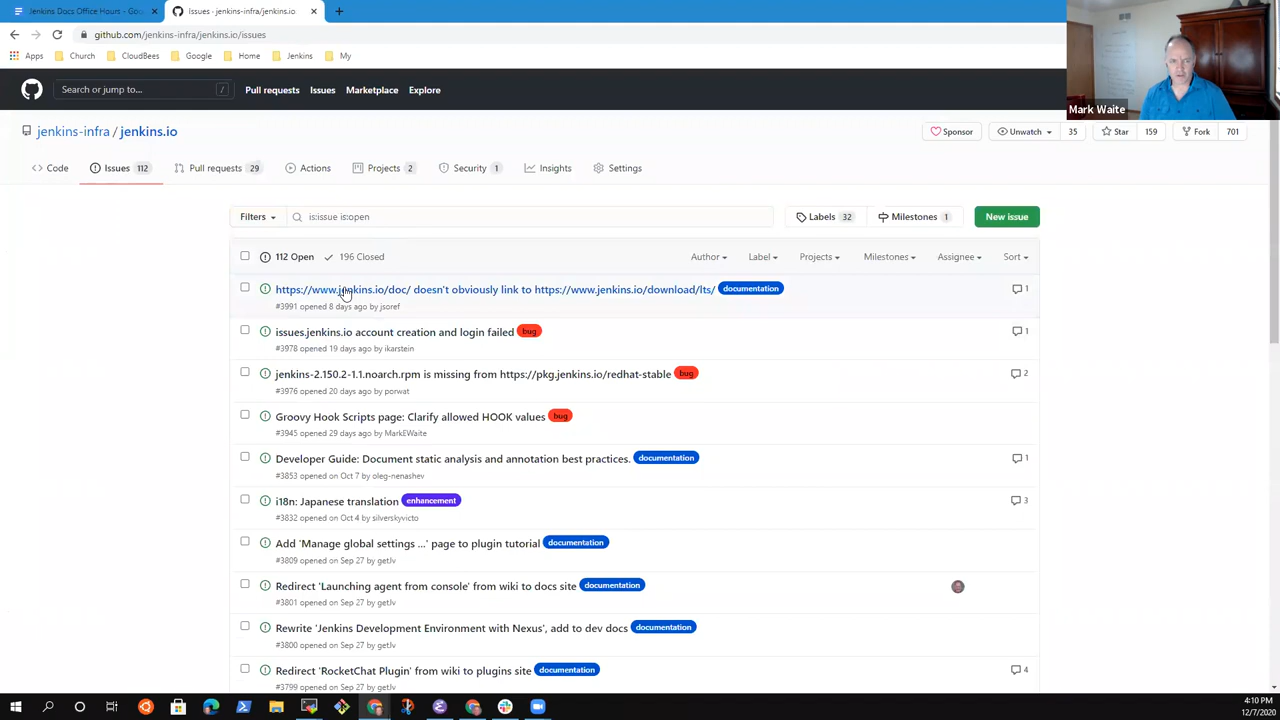 Jenkins Docs Office Hours - Goo
Issues · jenkins-infra/jenkins.io
github.com/jenkins-infra/jenkins.io/issues
Apps Church CloudBees Google Home Jenkins My
Mark Waite
Search or jump to... /
Pull requests Issues Marketplace Explore
jenkins-infra / jenkins.io
Sponsor Unwatch 35 Star 159 Fork 701
Code Issues 112 Pull requests 29 Actions Projects 2 Security 1 Insights Settings
Filters is:issue is:open Labels 32 Milestones 1 New issue
112 Open 196 Closed Author Label Projects Milestones Assignee Sort
https://www.jenkins.io/doc/ doesn't obviously link to https://www.jenkins.io/download/lts/ documentation 1
#3991 opened 8 days ago by jsoref
issues.jenkins.io account creation and login failed bug 1
#3978 opened 19 days ago by ikarstein
jenkins-2.150.2-1.1.noarch.rpm is missing from https://pkg.jenkins.io/redhat-stable bug 2
#3976 opened 20 days ago by porwat
Groovy Hook Scripts page: Clarify allowed HOOK values bug
#3945 opened 29 days ago by MarkEWaite
Developer Guide: Document static analysis and annotation best practices. documentation 1
#3853 opened on Oct 7 by oleg-nenashev
i18n: Japanese translation enhancement 3
#3832 opened on Oct 4 by silverskyvicto
Add 'Manage global settings ...' page to plugin tutorial documentation
#3809 opened on Sep 27 by getJv
Redirect 'Launching agent from console' from wiki to docs site documentation
#3801 opened on Sep 27 by getJv
Rewrite 'Jenkins Development Environment with Nexus', add to dev docs documentation
#3800 opened on Sep 27 by getJv
Redirect 'RocketChat Plugin' from wiki to plugins site documentation 4
#3799 opened on Sep 27 by getJv
4:10 PM
12/7/2020